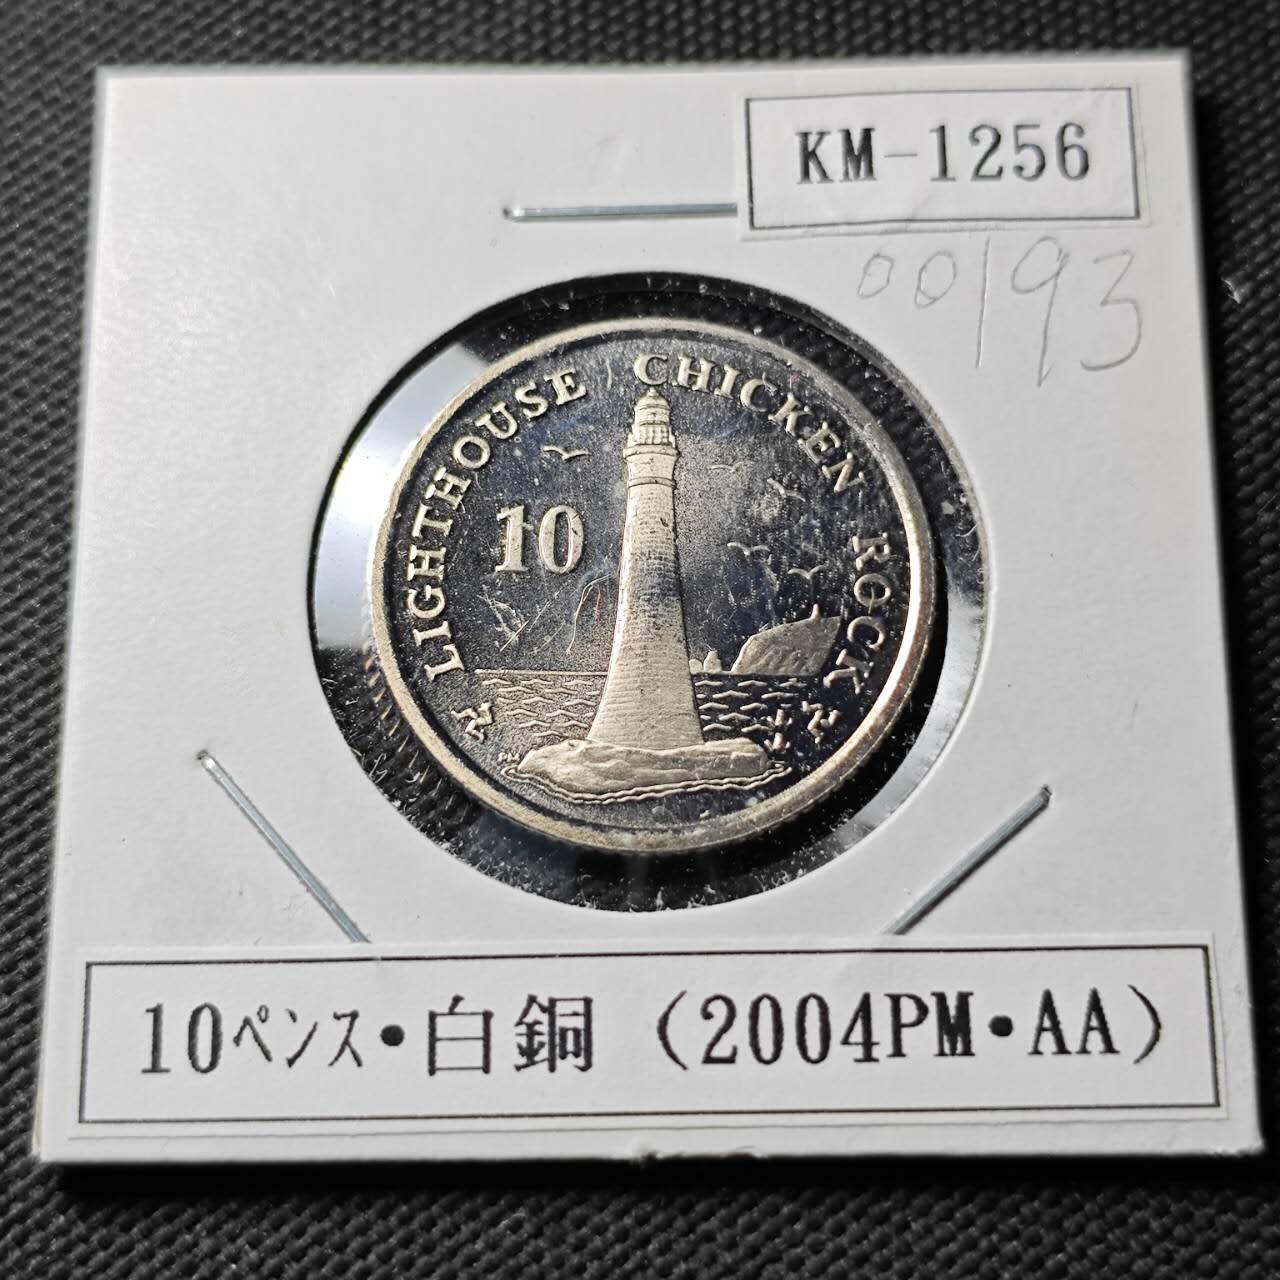 KM-1256
00193
LIGHTHOUSE CHICKEN ROCK
10
10ペンス・白銅（2004PM・AA）